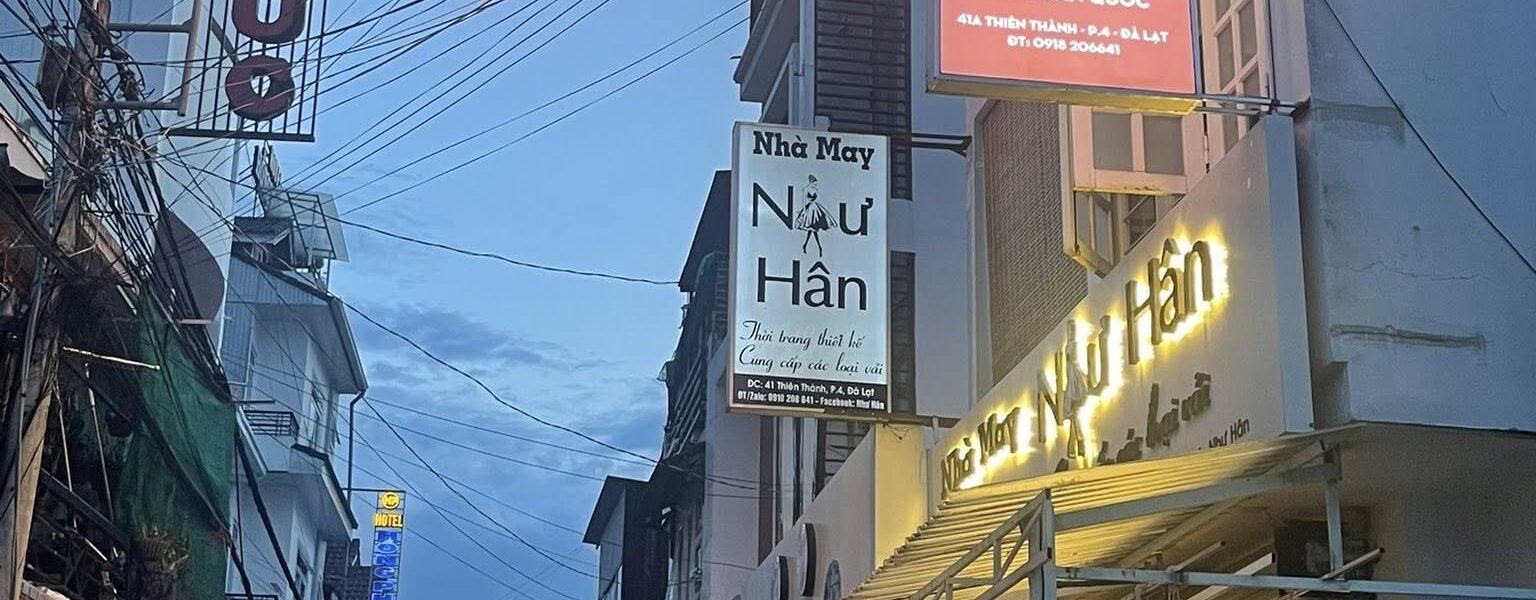 QUỐC
41A THIÊN THÀNH - P.4 - ĐÀ LẠT
ĐT: 0918 206641
Nhà May
Như
Hân
Thời trang thiết kế
Cung cấp các loại vải
ĐC: 41 Thiên Thành, P.4, Đà Lạt
ĐT/Zalo: 0918 206 641 - Facebook: Như Hân
Nhà May Như Hân
loại vải
Như Hân
HOTEL